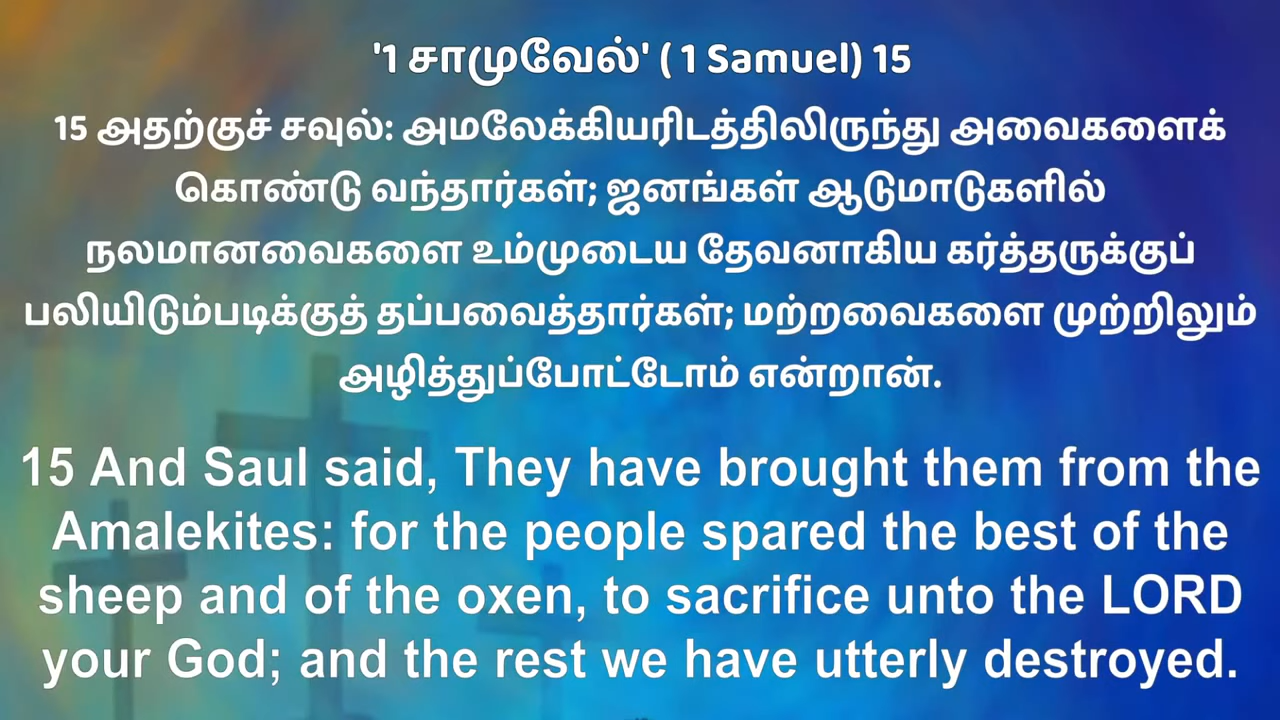 '1 சாமுவேல்' ( 1 Samuel) 15
15 அதற்குச் சவுல்: அமலேக்கியரிடத்திலிருந்து அவைகளைக்
கொண்டு வந்தார்கள்; ஜனங்கள் ஆடுமாடுகளில்
நலமானவைகளை உம்முடைய தேவனாகிய கர்த்தருக்குப்
பலியிடும்படிக்குத் தப்பவைத்தார்கள்; மற்றவைகளை முற்றிலும்
அழித்துப்போட்டோம் என்றான்.
15 And Saul said, They have brought them from the
Amalekites: for the people spared the best of the
sheep and of the oxen, to sacrifice unto the LORD
your God; and the rest we have utterly destroyed.